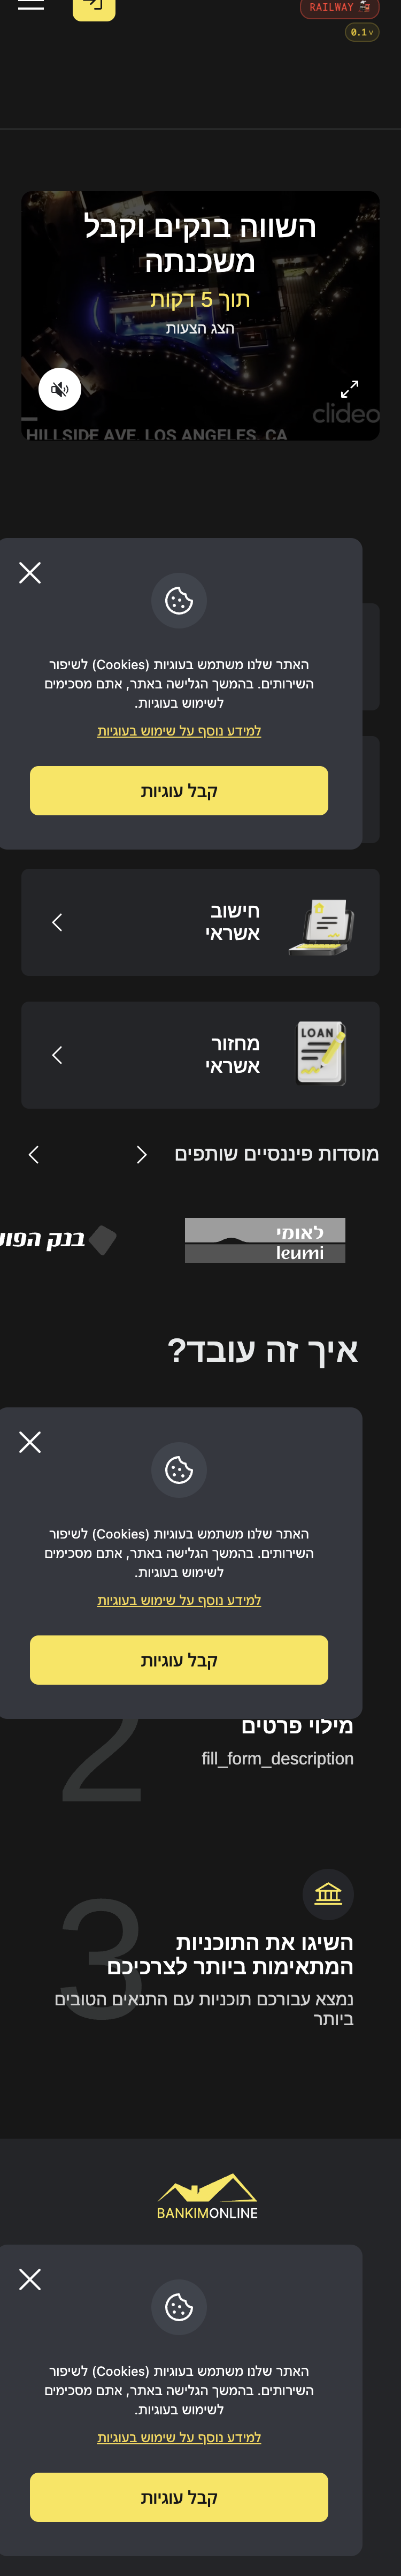 RAILWAY
0.1 v
השווה בנקים וקבל
משכנתה
תוך 5 דקות
הצג הצעות
clideo
HILLSIDE AVE, LOS ANGELES, CA
האתר שלנו משתמש בעוגיות (Cookies) לשיפור
השירותים. בהמשך הגלישה באתר, אתם מסכימים
לשימוש בעוגיות.
למידע נוסף על שימוש בעוגיות
קבל עוגיות
חישוב
אשראי
LOAN
מחזור
אשראי
מוסדות פיננסיים שותפים
לאומי
leumi
בנק הפוע
איך זה עובד?
האתר שלנו משתמש בעוגיות (Cookies) לשיפור
השירותים. בהמשך הגלישה באתר, אתם מסכימים
לשימוש בעוגיות.
למידע נוסף על שימוש בעוגיות
קבל עוגיות
2
מילוי פרטים
fill_form_description
3
השיגו את התוכניות
המתאימות ביותר לצרכיכם
נמצא עבורכם תוכניות עם התנאים הטובים
ביותר
BANKIMONLINE
האתר שלנו משתמש בעוגיות (Cookies) לשיפור
השירותים. בהמשך הגלישה באתר, אתם מסכימים
לשימוש בעוגיות.
למידע נוסף על שימוש בעוגיות
קבל עוגיות